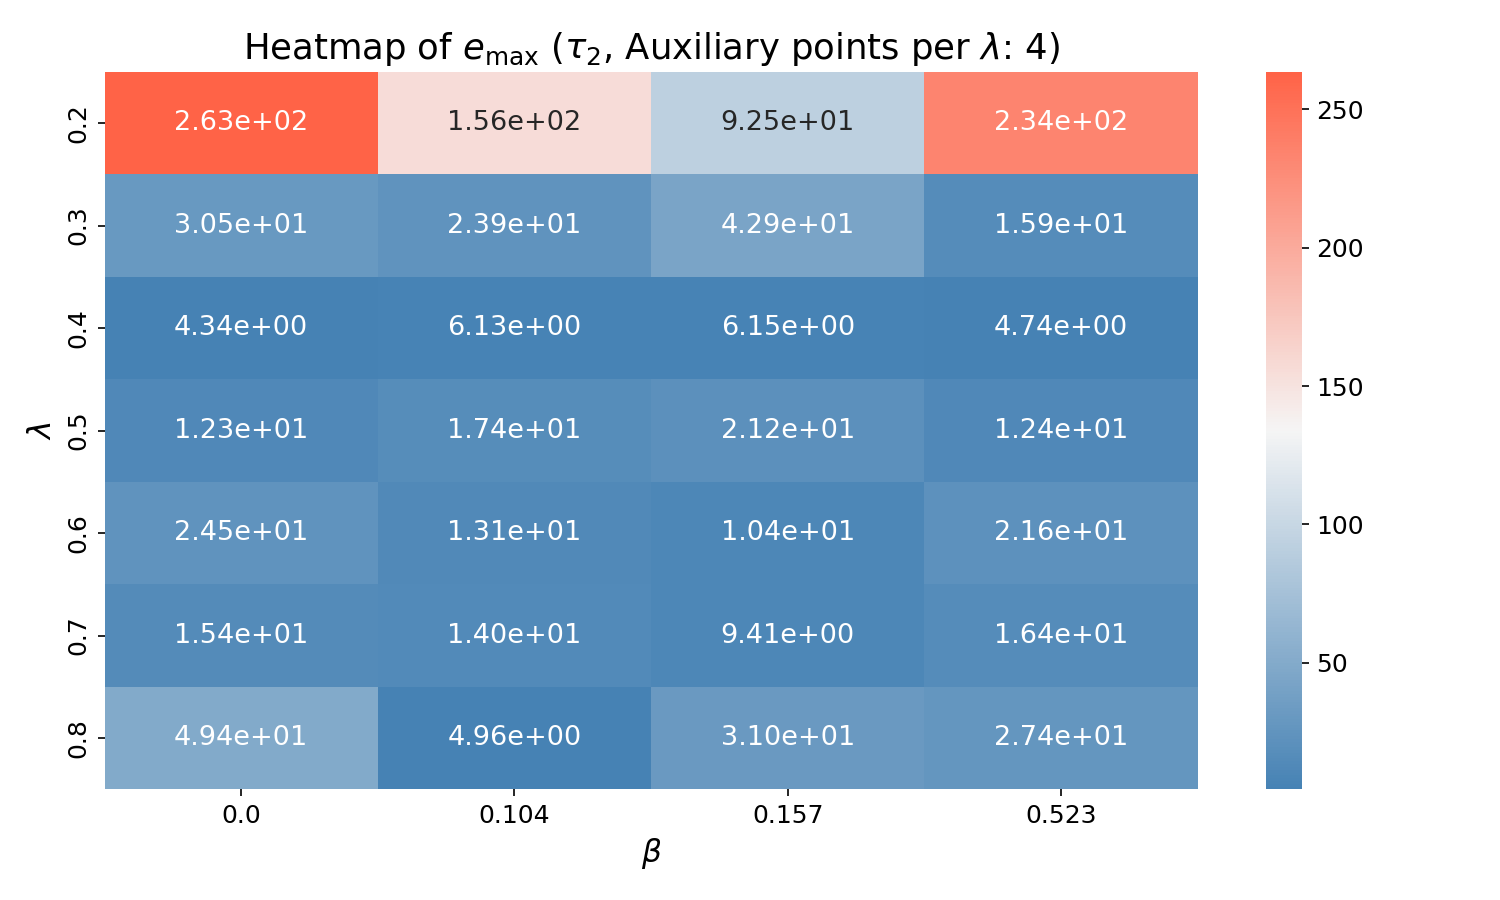 Heatmap of e_max (τ_2, Auxiliary points per λ: 4)
0.2 2.63e+02 1.56e+02 9.25e+01 2.34e+02
0.3 3.05e+01 2.39e+01 4.29e+01 1.59e+01
0.4 4.34e+00 6.13e+00 6.15e+00 4.74e+00
0.5 1.23e+01 1.74e+01 2.12e+01 1.24e+01
0.6 2.45e+01 1.31e+01 1.04e+01 2.16e+01
0.7 1.54e+01 1.40e+01 9.41e+00 1.64e+01
0.8 4.94e+01 4.96e+00 3.10e+01 2.74e+01
λ
0.0 0.104 0.157 0.523
β
250
200
150
100
50